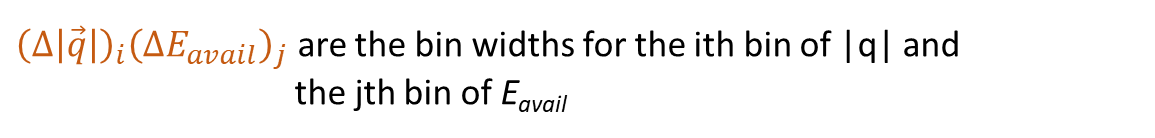 (Δ|q⃗|)ᵢ(ΔE_avail)ⱼ are the bin widths for the ith bin of |q| and
the jth bin of E_avail